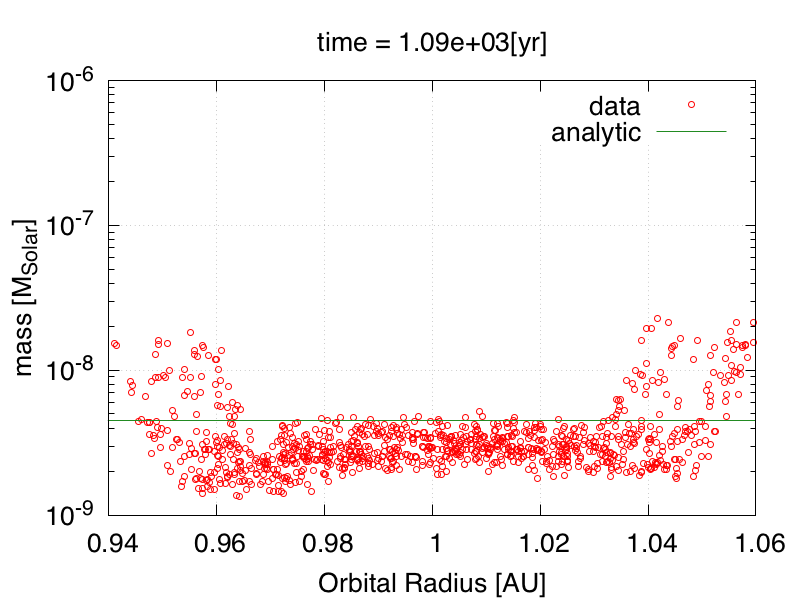 time = 1.09e+03[yr]
10-6
data
analytic
10-7
mass [MSolar]
10-8
10-9
0.94 0.96 0.98 1 1.02 1.04 1.06
Orbital Radius [AU]